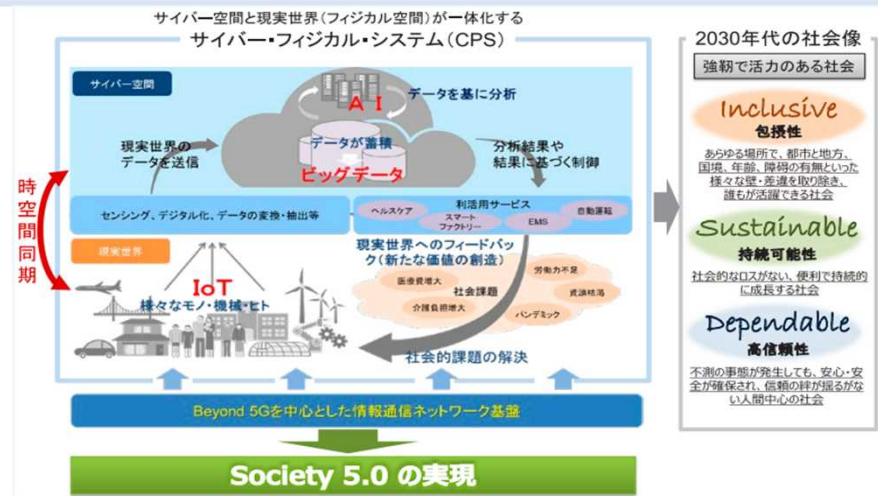 サイバー空間と現実世界(フィジカル空間)が一体化する
サイバー・フィジカル・システム(CPS)
サイバー空間
AI
データを基に分析
現実世界の
データを送信
データが蓄積
ビッグデータ
分析結果や
結果に基づく制御
時空間同期
センシング、デジタル化、データの変換・抽出等
利活用サービス
ヘルスケア
スマート
ファクトリー
EMS
自動運転
現実世界
IoT
様々なモノ・機械・ヒト
現実世界へのフィードバッ
ク(新たな価値の創造)
医療費増大
社会課題
労働力不足
資源枯渇
介護負担増大
パンデミック
社会的課題の解決
Beyond 5Gを中心とした情報通信ネットワーク基盤
Society 5.0 の実現
2030年代の社会像
強靭で活力のある社会
Inclusive
包摂性
あらゆる場所で、都市と地方、
国境、年齢、障碍の有無といった
様々な壁・差違を取り除き、
誰もが活躍できる社会
Sustainable
持続可能性
社会的なロスがない、便利で持続的
に成長する社会
Dependable
高信頼性
不測の事態が発生しても、安心・安
全が確保され、信頼の絆が揺るがな
い人間中心の社会